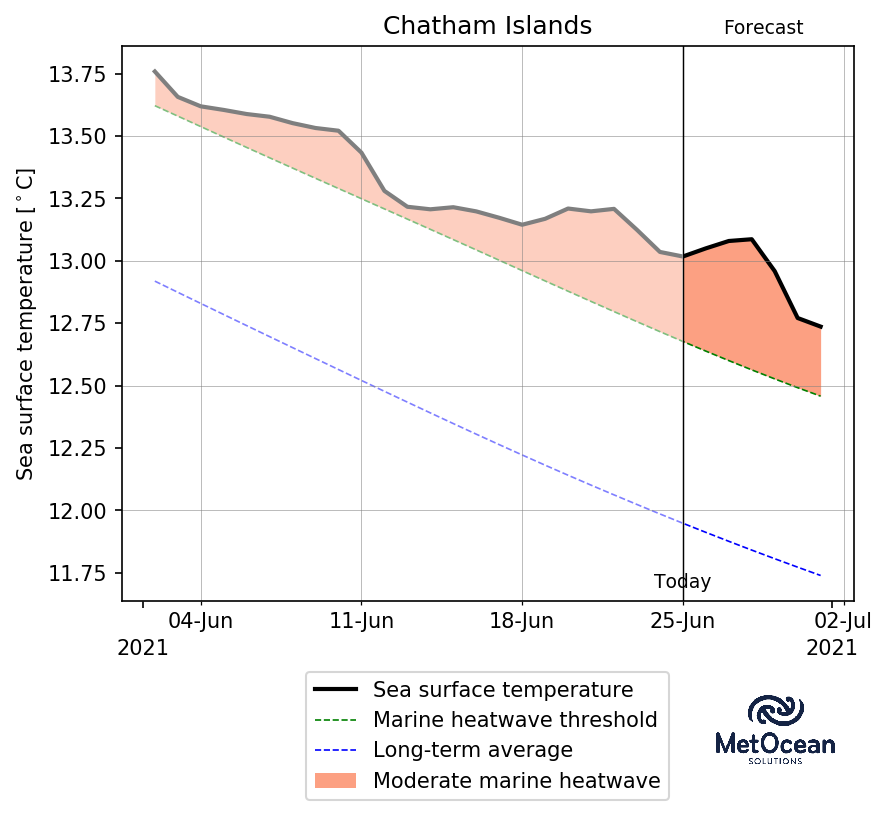 Chatham Islands
Forecast
Sea surface temperature [°C]
13.75
13.50
13.25
13.00
12.75
12.50
12.25
12.00
11.75
Today
04-Jun
11-Jun
18-Jun
25-Jun
02-Jul
2021
2021
Sea surface temperature
Marine heatwave threshold
Long-term average
Moderate marine heatwave
MetOcean
SOLUTIONS